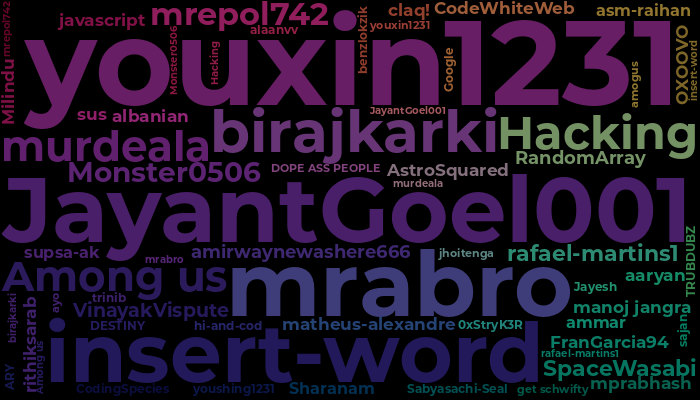 javascript
mrepol742
claq!
CodeWhiteWeb
asm-raihan
mrepol742
alaanvv
youxin1231
youxin1231
Milindu
Monster0506
Hacking
benzlokzik
Google
amogus
0XOOVO
insert-word
sus
albanian
JayantGoel001
birajkarki
Hacking
murdeala
RandomArray
Monster0506
DOPE ASS PEOPLE
AstroSquared
murdeala
JayantGoel001
supsa-ak
mrabro
amirwaynewashere666
jhoitenga
rafael-martins1
TRUBDUBZ
Among us
mrabro
aaryan
Jayesh
birajkarki
rithiksarab
ayo
trinib
VinayakVispute
manoj jangra
DESTINY
hi-and-cod
matheus-alexandre
0xStryK3R
ammar
sajan
insert-word
FranGarcia94
rafael-martins1
ARY
Among us
SpaceWasabi
CodingSpecies
youshing1231
Sharanam
Sabyasachi-Seal
get schwifty
mprabhash